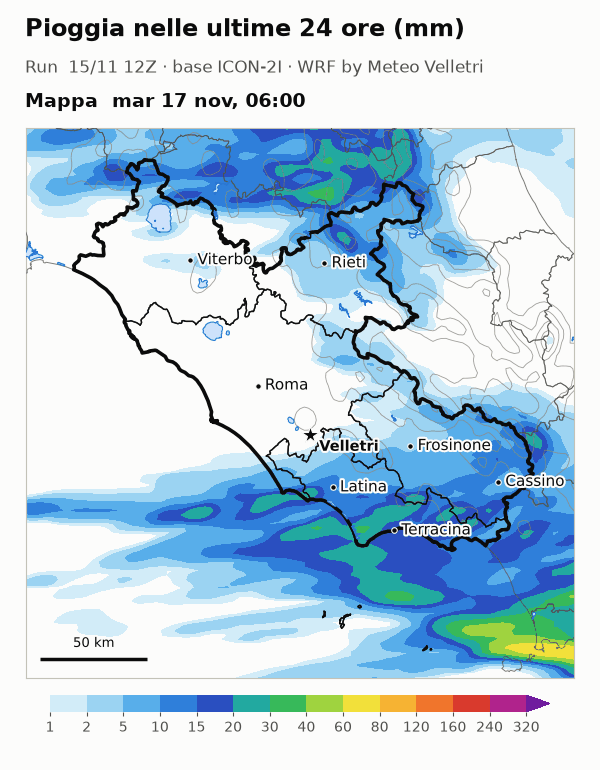 Pioggia nelle ultime 24 ore (mm)
Run  15/11 12Z · base ICON-2I · WRF by Meteo Velletri
Mappa  mar 17 nov, 06:00
Viterbo
Rieti
Roma
Velletri
Frosinone
Latina
Cassino
Terracina
50 km
1 2 5 10 15 20 30 40 60 80 120 160 240 320